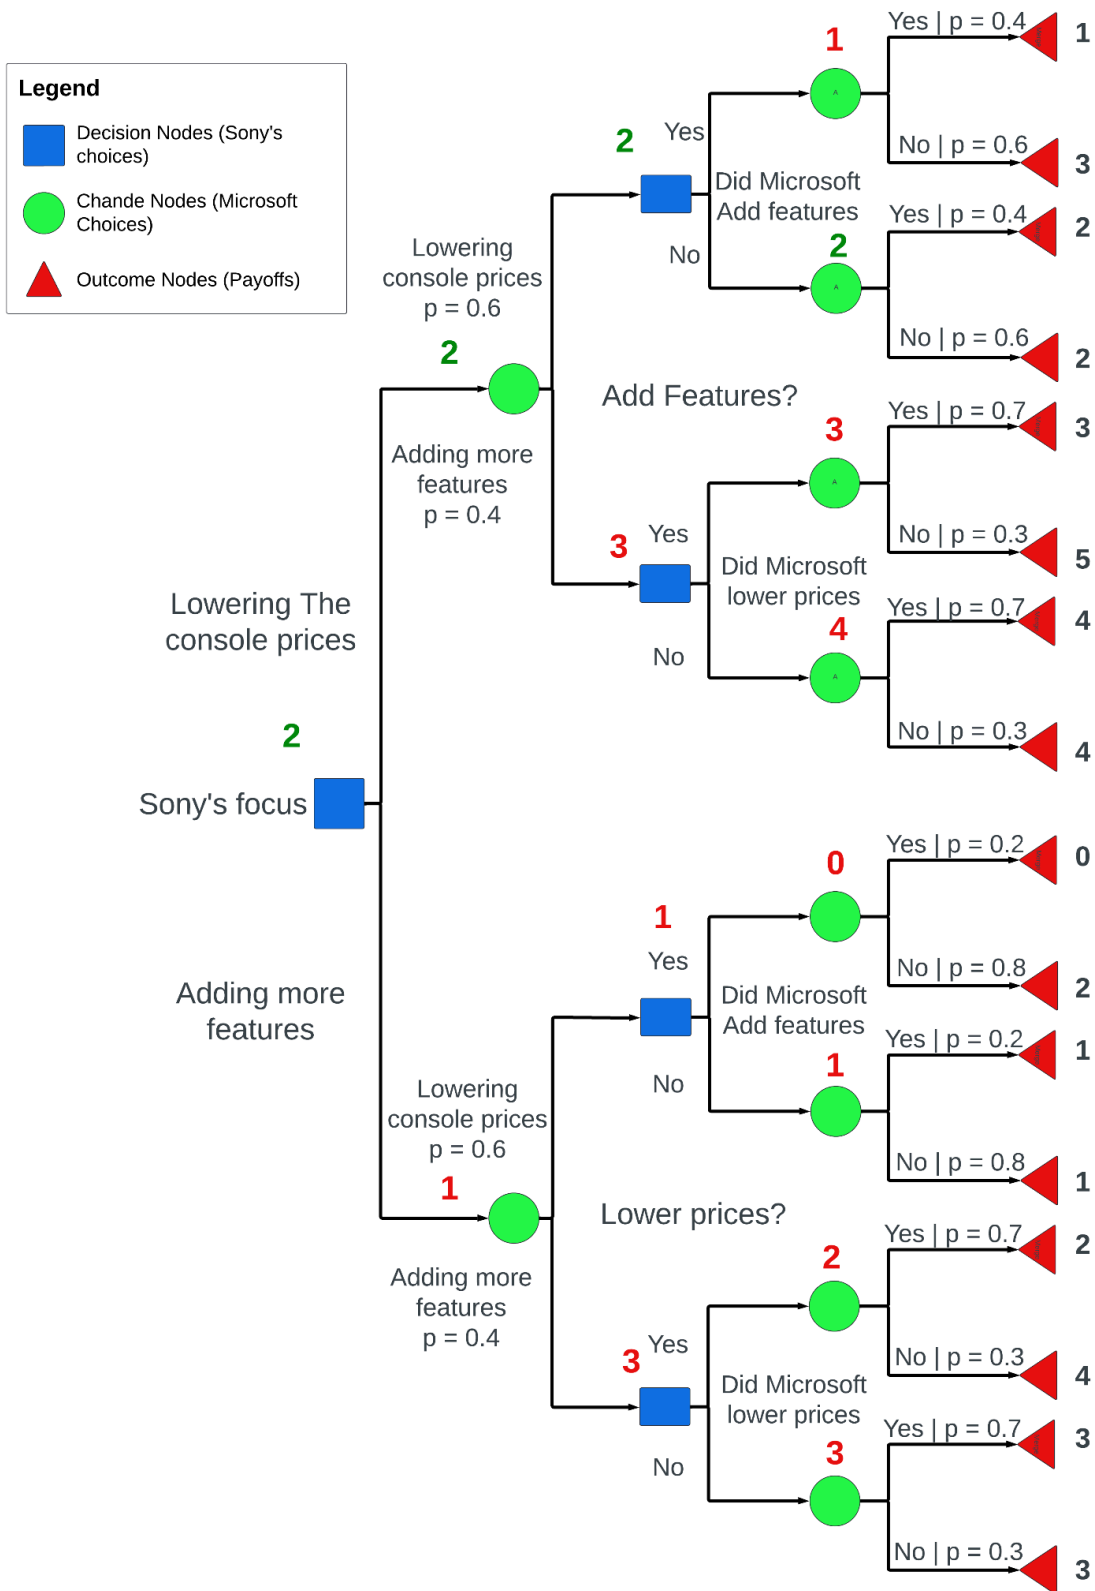 Legend
Decision Nodes (Sony's
choices)
Chande Nodes (Microsoft
Choices)
Outcome Nodes (Payoffs)
1
Yes | p = 0.4
1
No | p = 0.6
3
2
Yes
Did Microsoft
Add features
No
2
Yes | p = 0.4
2
No | p = 0.6
2
Lowering
console prices
p = 0.6
2
Add Features?
Adding more
features
p = 0.4
3
Yes | p = 0.7
3
No | p = 0.3
5
3
Yes
Did Microsoft
lower prices
No
4
Yes | p = 0.7
4
No | p = 0.3
4
Lowering The
console prices
2
Sony's focus
Adding more
features
0
Yes | p = 0.2
0
No | p = 0.8
2
1
Yes
Did Microsoft
Add features
No
1
Yes | p = 0.2
1
No | p = 0.8
1
Lowering
console prices
p = 0.6
1
Lower prices?
Adding more
features
p = 0.4
2
Yes | p = 0.7
2
No | p = 0.3
4
3
Yes
Did Microsoft
lower prices
No
3
Yes | p = 0.7
3
No | p = 0.3
3